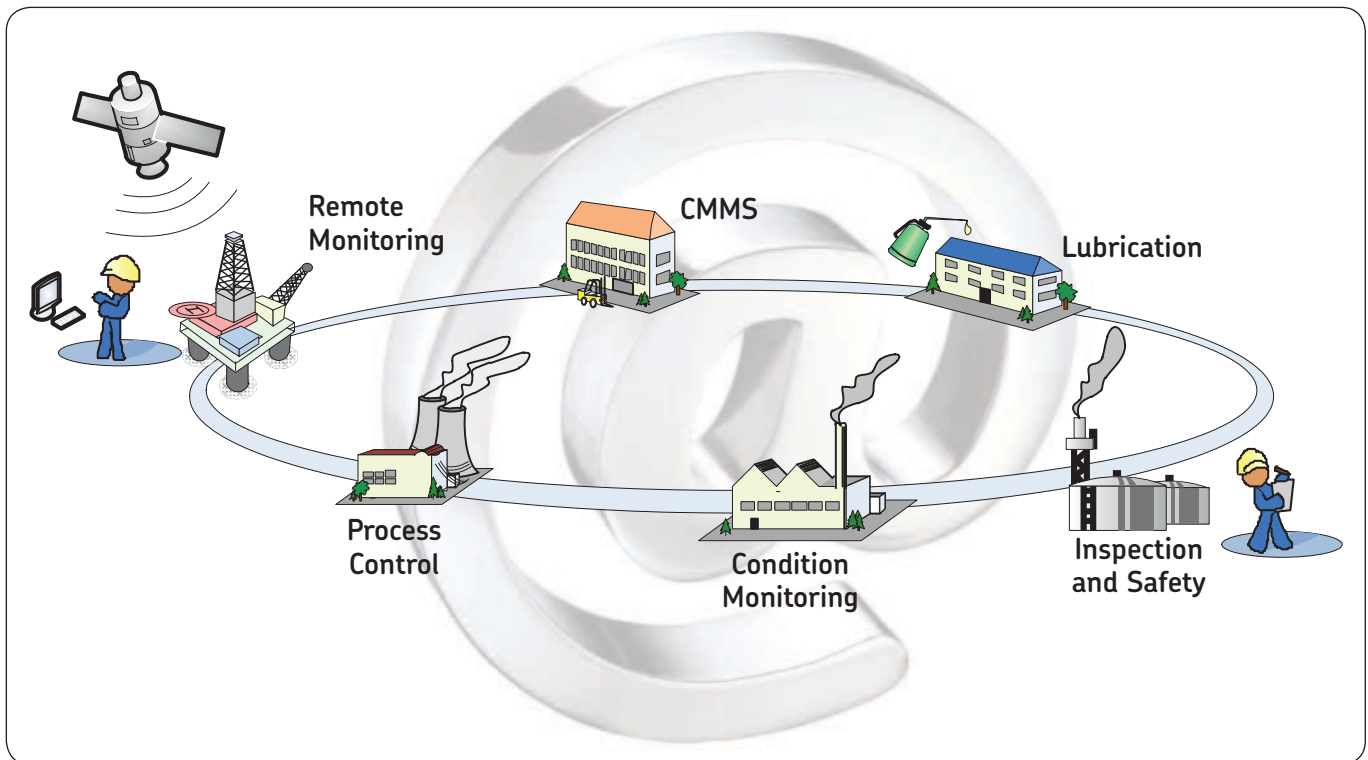 Remote
Monitoring
CMMS
Lubrication
Process
Control
Condition
Monitoring
Inspection
and Safety